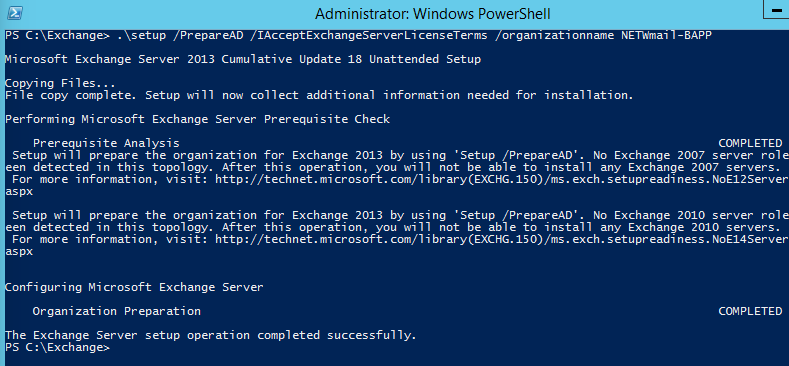 Administrator: Windows PowerShell
PS C:\Exchange> .\setup /PrepareAD /IAcceptExchangeServerLicenseTerms /organizationname NETWmail-BAPP
Microsoft Exchange Server 2013 Cumulative Update 18 Unattended Setup
Copying Files...
File copy complete. Setup will now collect additional information needed for installation.
Performing Microsoft Exchange Server Prerequisite Check
Prerequisite Analysis COMPLETED
Setup will prepare the organization for Exchange 2013 by using 'Setup /PrepareAD'. No Exchange 2007 server role
een detected in this topology. After this operation, you will not be able to install any Exchange 2007 servers.
For more information, visit: http://technet.microsoft.com/library(EXCHG.150)/ms.exch.setupreadiness.NoE12Server
aspx
Setup will prepare the organization for Exchange 2013 by using 'Setup /PrepareAD'. No Exchange 2010 server role
een detected in this topology. After this operation, you will not be able to install any Exchange 2010 servers.
For more information, visit: http://technet.microsoft.com/library(EXCHG.150)/ms.exch.setupreadiness.NoE14Server
aspx
Configuring Microsoft Exchange Server
Organization Preparation COMPLETED
The Exchange Server setup operation completed successfully.
PS C:\Exchange>